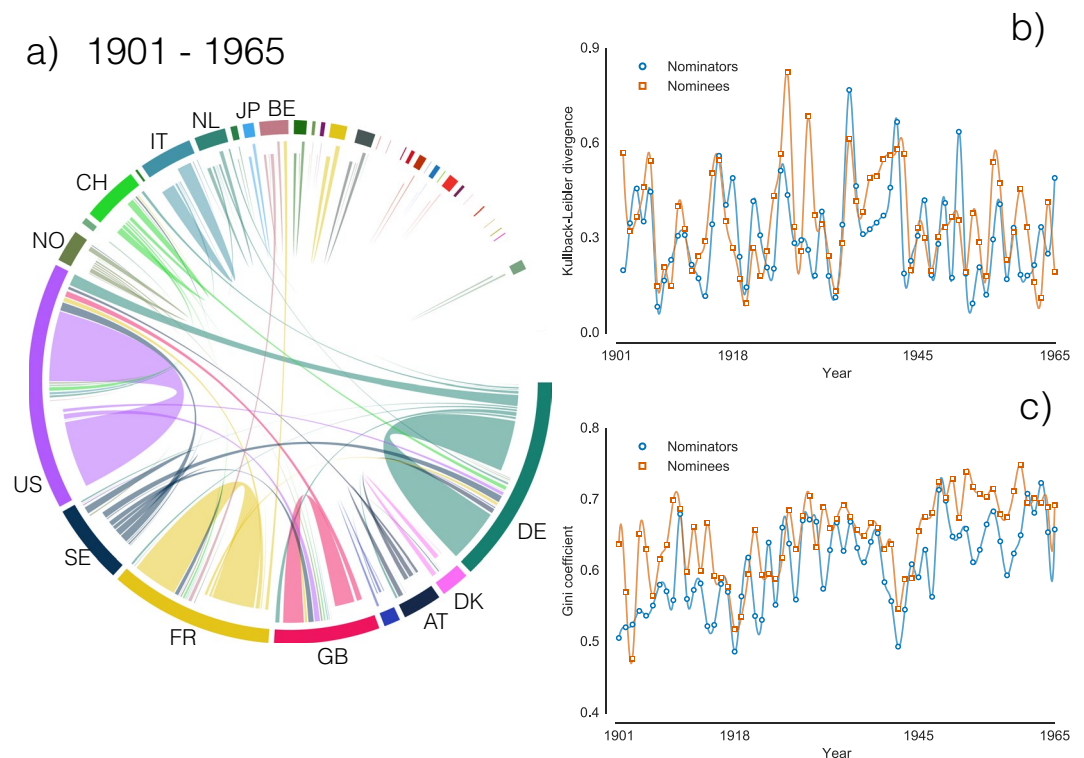 a) 1901 - 1965
JP BE
NL
IT
CH
NO
US
SE
FR
GB
AT
DK
DE
b)
0.9
0.6
0.3
0.0
Kullback-Leibler divergence
Nominators
Nominees
1901 1918 1945 1965
Year
c)
0.8
0.7
0.6
0.5
0.4
Gini coefficient
Nominators
Nominees
1901 1918 1945 1965
Year